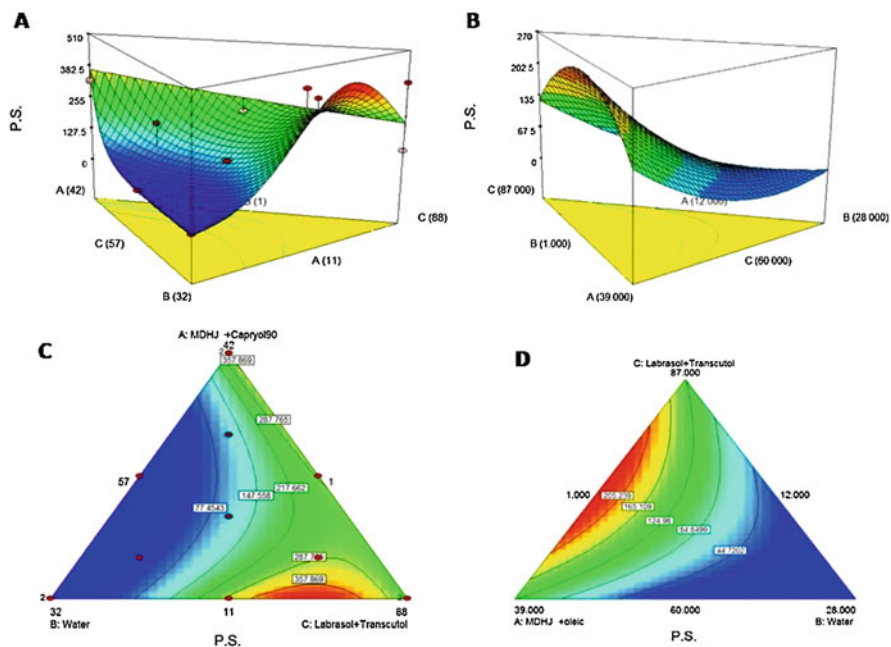 A
510
382.5
255
127.5
0
P.S.
A (42)
C (57)
B (32)
A (11)
C (88)
(1)
B
270
202.5
135
67.5
0
P.S.
C (87 000)
B (1.000)
A (39 000)
A (12 000)
C (60 000)
B (28 000)
C
A: MDHJ +Capryol90
42
2
357.869
287.765
217.662
147.558
77.4543
357.869
57
1
2
2
32
11
88
B: Water
C: Labrasol+Transcutol
P.S.
D
C: Labrasol+Transcutol
87.000
1.000
12.000
205.239
165.109
124.98
84.8499
44.7202
39.000
60.000
28.000
A: MDHJ +oleic
B: Water
P.S.